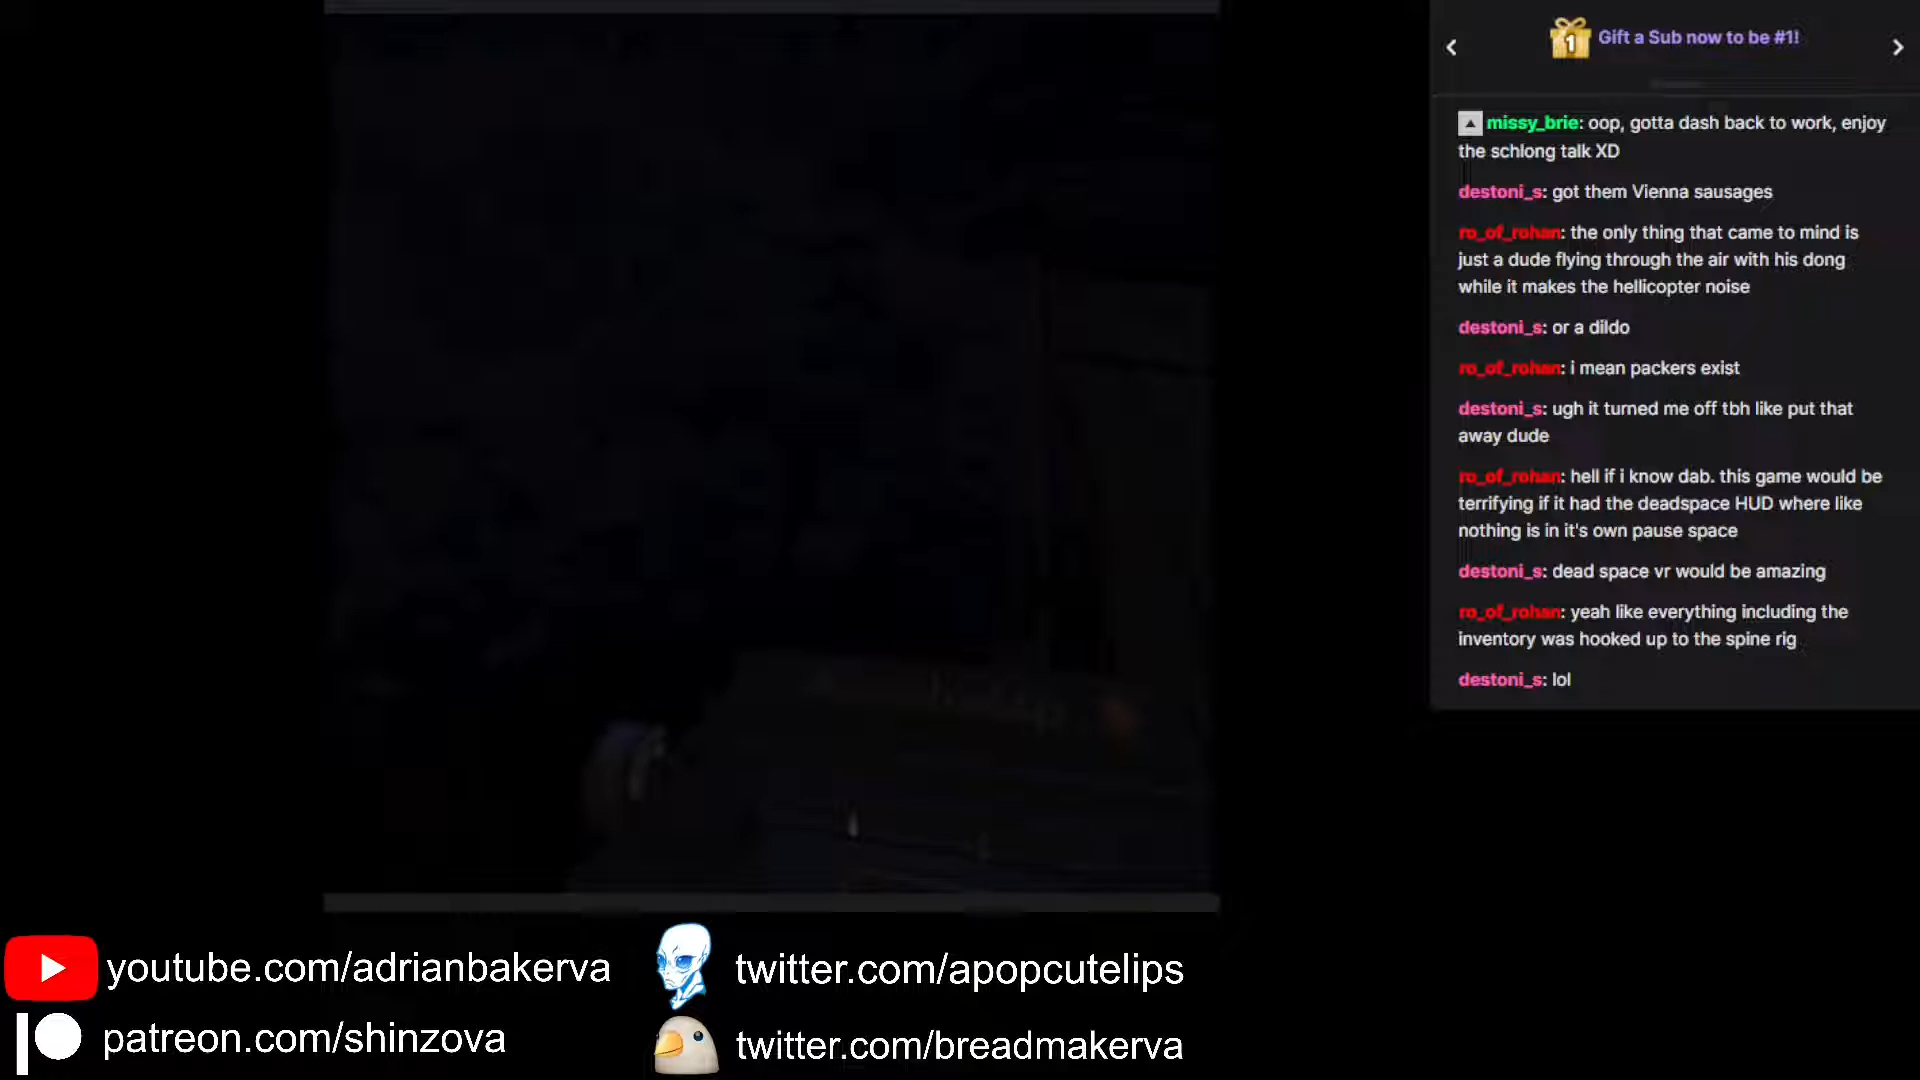 Gift a Sub now to be #1!
1
missy_brie: oop, gotta dash back to work, enjoy
the schlong talk XD
destoni_s: got them Vienna sausages
ro_of_rohan: the only thing that came to mind is
just a dude flying through the air with his dong
while it makes the hellicopter noise
destoni_s: or a dildo
ro_of_rohan: i mean packers exist
destoni_s: ugh it turned me off tbh like put that
away dude
ro_of_rohan: hell if i know dab. this game would be
terrifying if it had the deadspace HUD where like
nothing is in it's own pause space
destoni_s: dead space vr would be amazing
ro_of_rohan: yeah like everything including the
inventory was hooked up to the spine rig
destoni_s: lol
youtube.com/adrianbakerva
twitter.com/apopcutelips
patreon.com/shinzova
twitter.com/breadmakerva